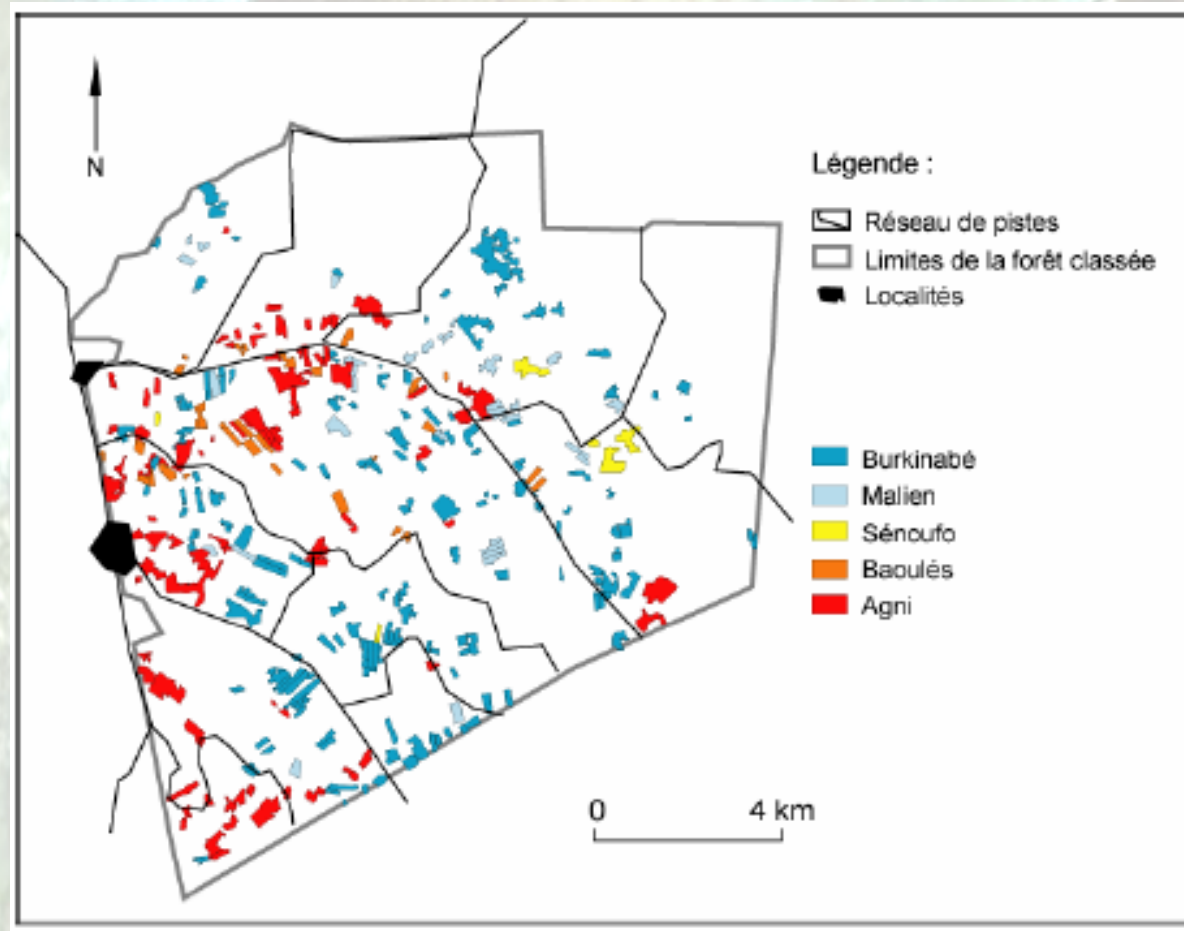 N
Légende :
Réseau de pistes
Limites de la forêt classée
Localités
Burkinabé
Malien
Sénoufo
Baoulés
Agni
0 4 km